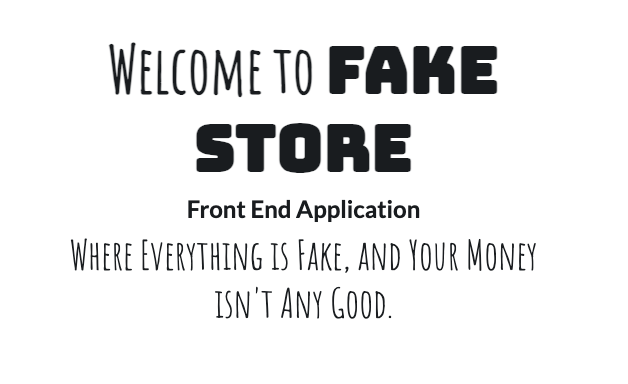 Welcome to FAKE
STORE
Front End Application
Where Everything is Fake, and Your Money
isn't Any Good.